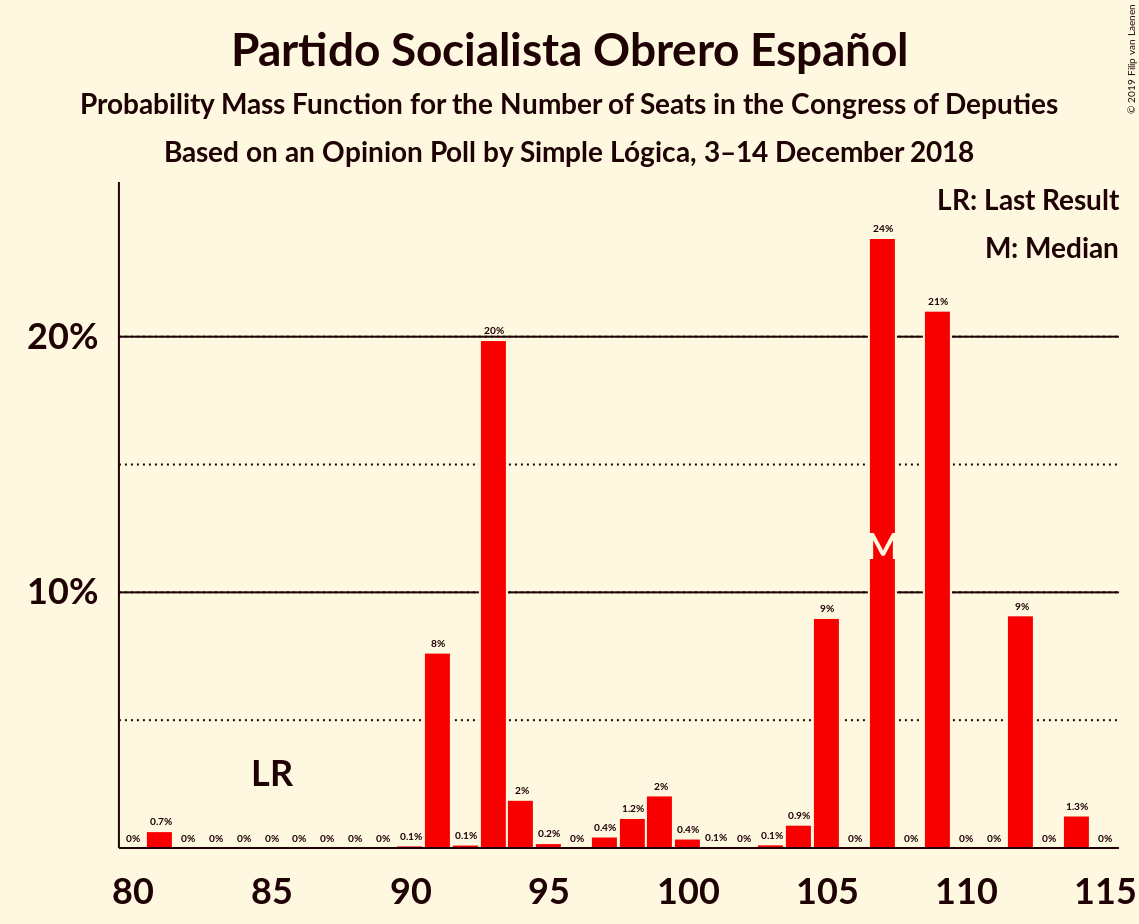 Partido Socialista Obrero Español
Probability Mass Function for the Number of Seats in the Congress of Deputies
Based on an Opinion Poll by Simple Lógica, 3–14 December 2018
© 2019 Filip van Laenen
LR: Last Result
M: Median
20%
10%
0% 0.7% 0% 0% 0% 0% 0% 0% 0% 0% 0.1% 8% 0.1% 20% 2% 0.2% 0% 0.4% 1.2% 2% 0.4% 0.1% 0% 0.1% 0.9% 9% 0% 24% 0% 21% 0% 0% 9% 0% 1.3% 0%
LR
M
80 85 90 95 100 105 110 115